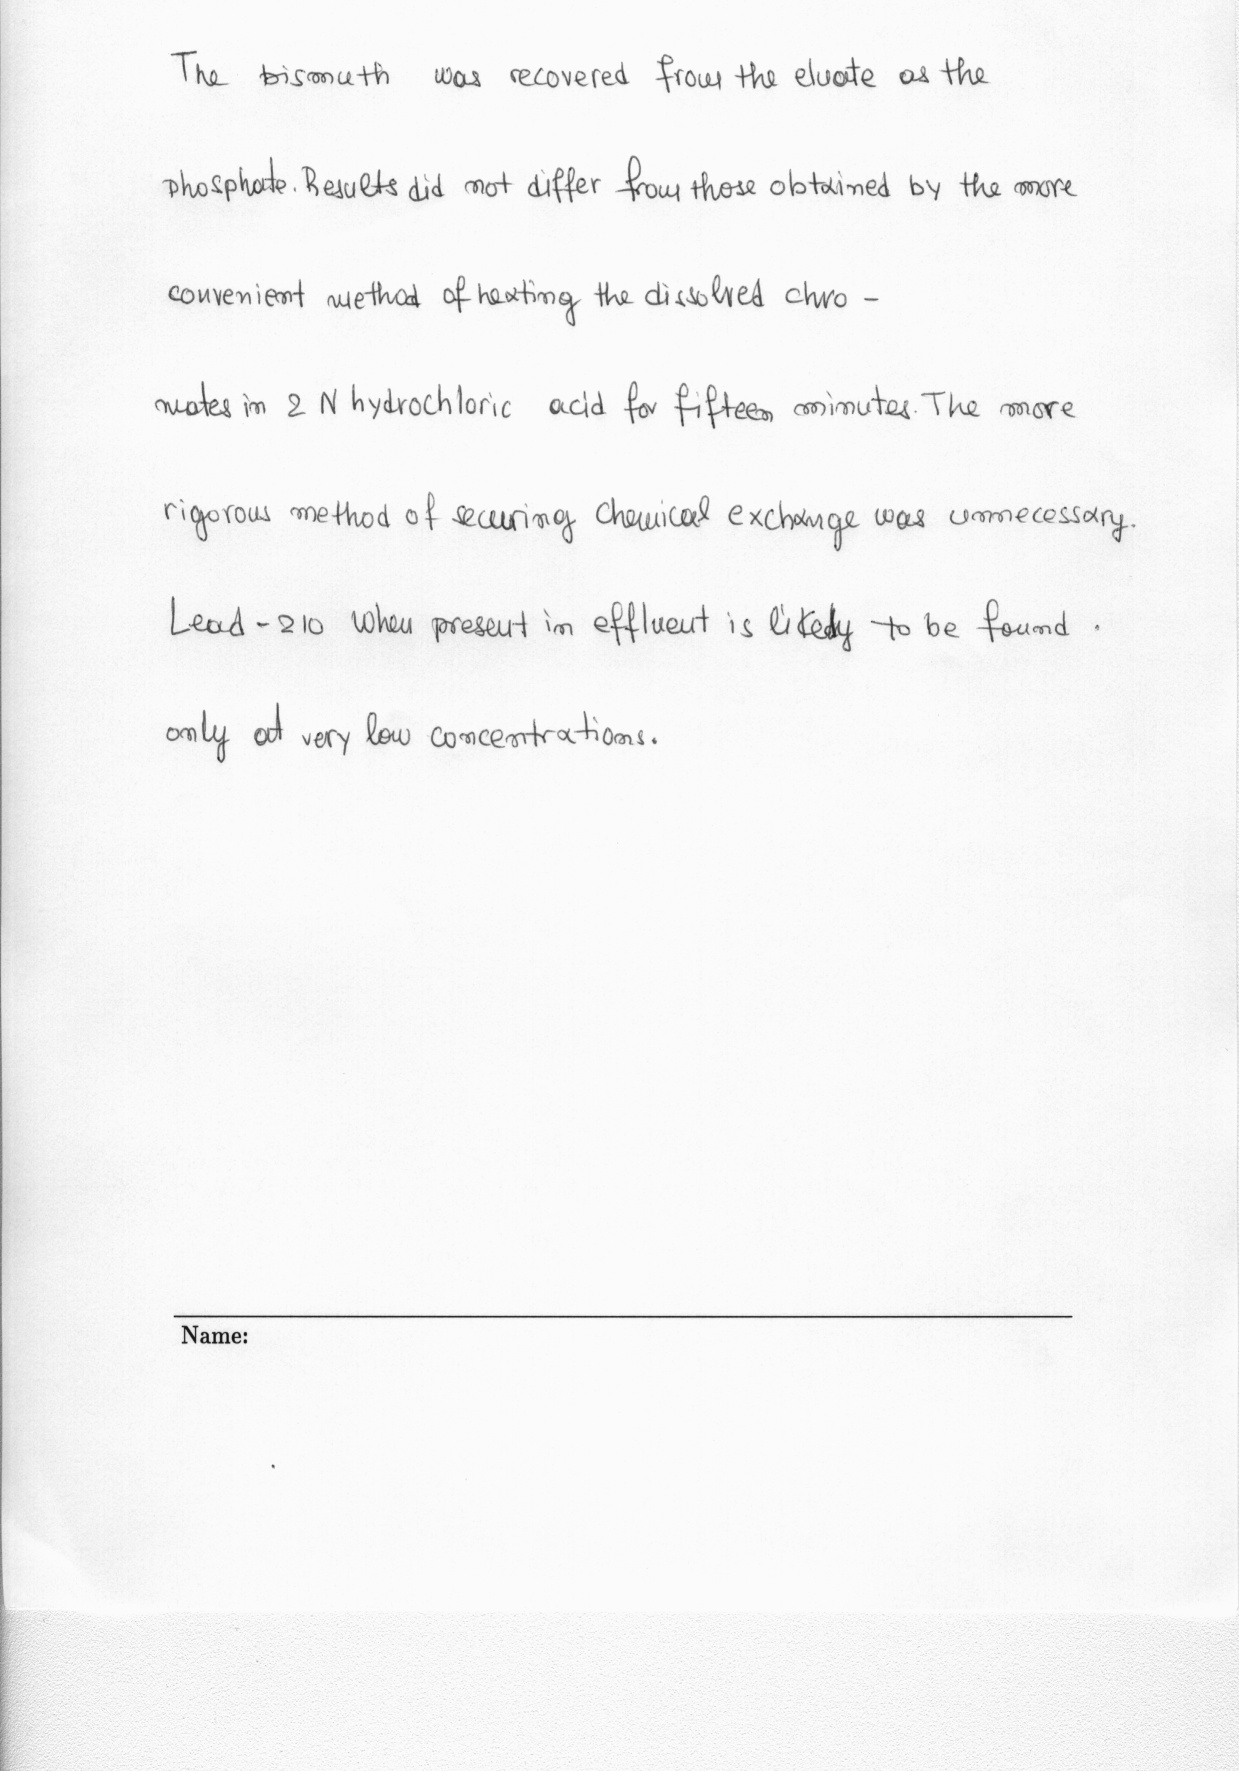 The bismuth was recovered from the eluate as the
phosphate. Results did not differ from those obtained by the more
convenient method of heating the dissolved chro-
mates in 2 N hydrochloric acid for fifteen minutes. The more
rigorous method of securing chemical exchange was unnecessary.
Lead-210 when present in effluent is likely to be found
only at very low concentrations.
Name: